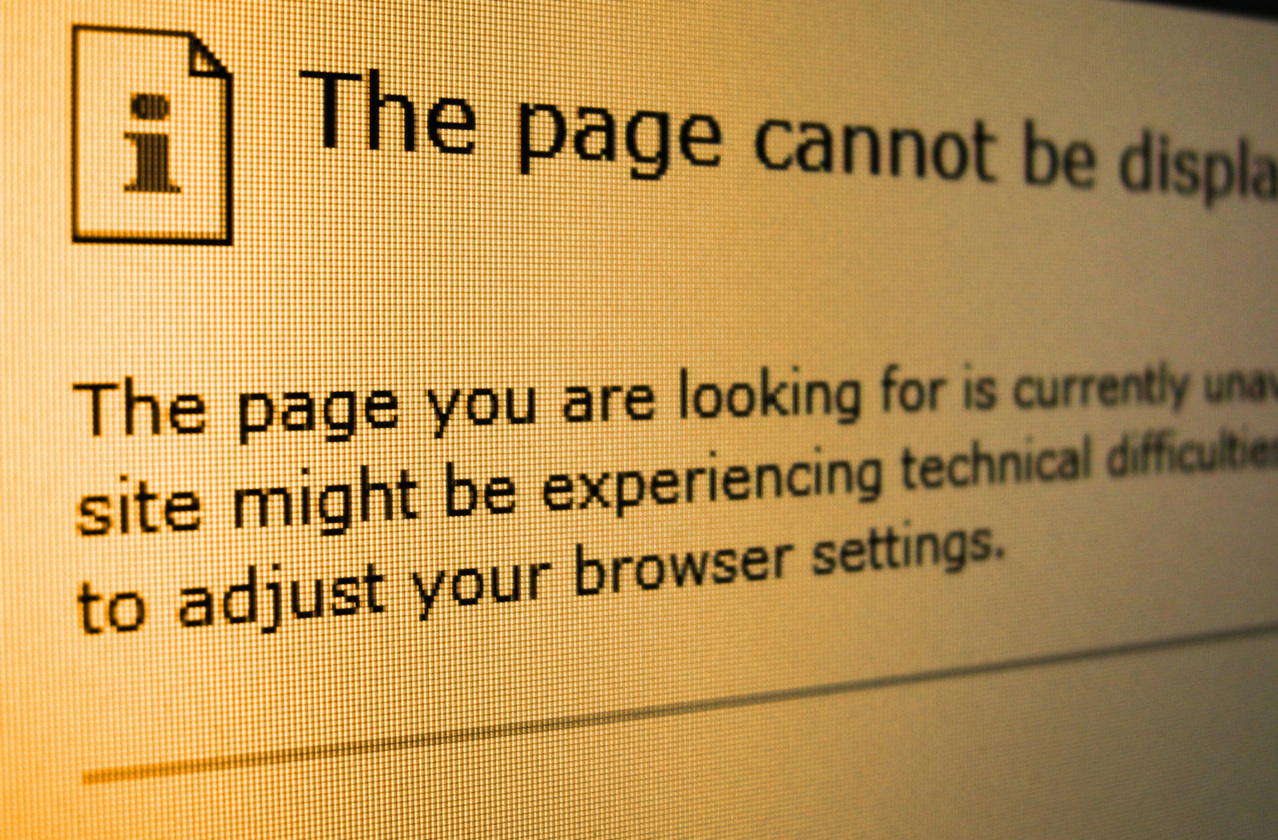 The page cannot be displa
The page you are looking for is currently unav
site might be experiencing technical difficultie
to adjust your browser settings.